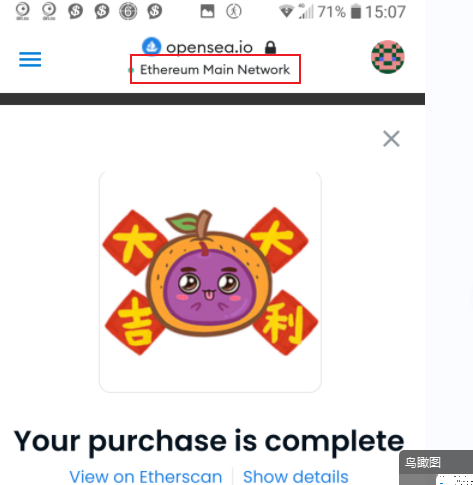 71% 15:07
opensea.io
Ethereum Main Network
大 大
吉 利
Your purchase is complete
View on Etherscan Show details
鸟瞰图